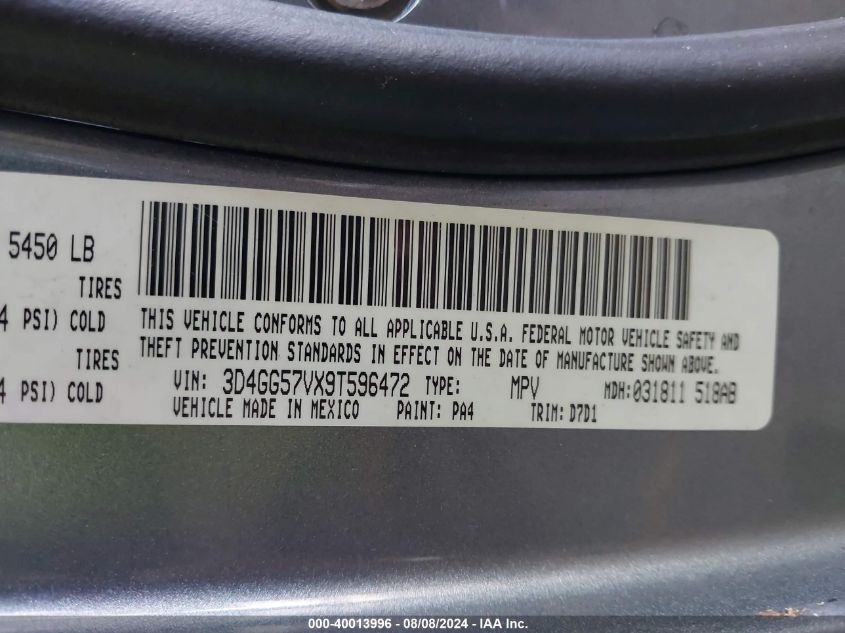 5450 LB
TIRES
4 PSI) COLD
TIRES
4 PSI) COLD
THIS VEHICLE CONFORMS TO ALL APPLICABLE U.S.A. FEDERAL MOTOR VEHICLE SAFETY AND
THEFT PREVENTION STANDARDS IN EFFECT ON THE DATE OF MANUFACTURE SHOWN ABOVE.
VIN: 3D4GG57VX9T596472 TYPE: MPV MDH:031811 518AB
VEHICLE MADE IN MEXICO PAINT: PA4 TRIM: D7D1
000-40013996 - 08/08/2024 - IAA Inc.